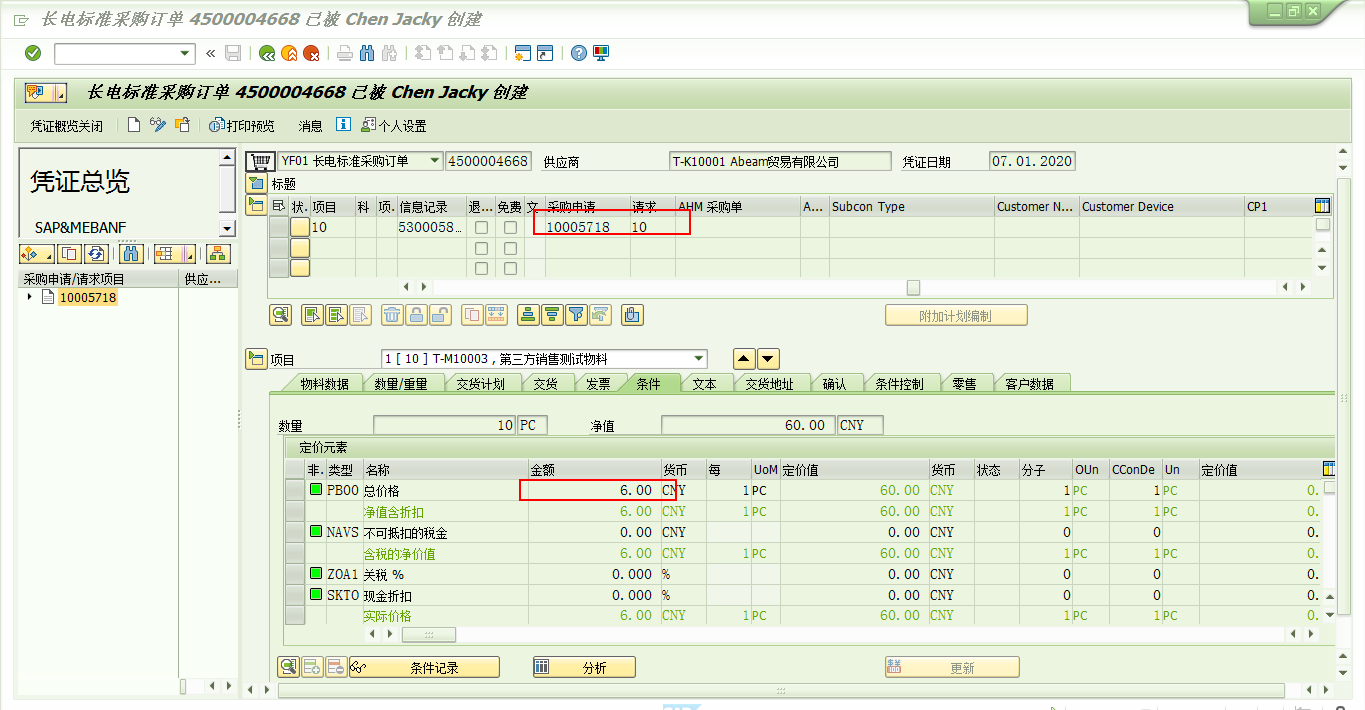 长电标准采购订单 4500004668 已被 Chen Jacky 创建
长电标准采购订单 4500004668 已被 Chen Jacky 创建
凭证概览关闭 打印预览 消息 个人设置
凭证总览
SAP&MEBANF
采购申请/请求项目 供应...
10005718
YF01 长电标准采购订单 4500004668 供应商 T-K10001 Abeam贸易有限公司 凭证日期 07.01.2020
标题
状. 项目 科 项. 信息记录 退... 免费 文 采购申请 请求 AHM 采购单 A... Subcon Type Customer N... Customer Device CP1
10 5300058... 10005718 10
附加计划编制
项目 1 [ 10 ] T-M10003 , 第三方销售测试物料
物料数据 数量/重量 交货计划 交货 发票 条件 文本 交货地址 确认 条件控制 零售 客户数据
数量 10 PC 净值 60.00 CNY
定价元素
非. 类型 名称 金额 货币 每 UoM 定价值 货币 状态 分子 OUn CConDe Un 定价值
PB00 总价格 6.00 CNY 1 PC 60.00 CNY 1 PC 1 PC 0.
净值含折扣 6.00 CNY 1 PC 60.00 CNY 1 PC 1 PC 0.
NAVS 不可抵扣的税金 0.00 CNY 0.00 CNY 0 0 0.
含税的净价值 6.00 CNY 1 PC 60.00 CNY 1 PC 1 PC 0.
ZOA1 关税 % 0.000 % 0.00 CNY 0 0 0.
SKTO 现金折扣 0.000 % 0.00 CNY 0 0 0.
实际价格 6.00 CNY 1 PC 60.00 CNY 1 PC 1 PC 0.
条件记录 分析 更新